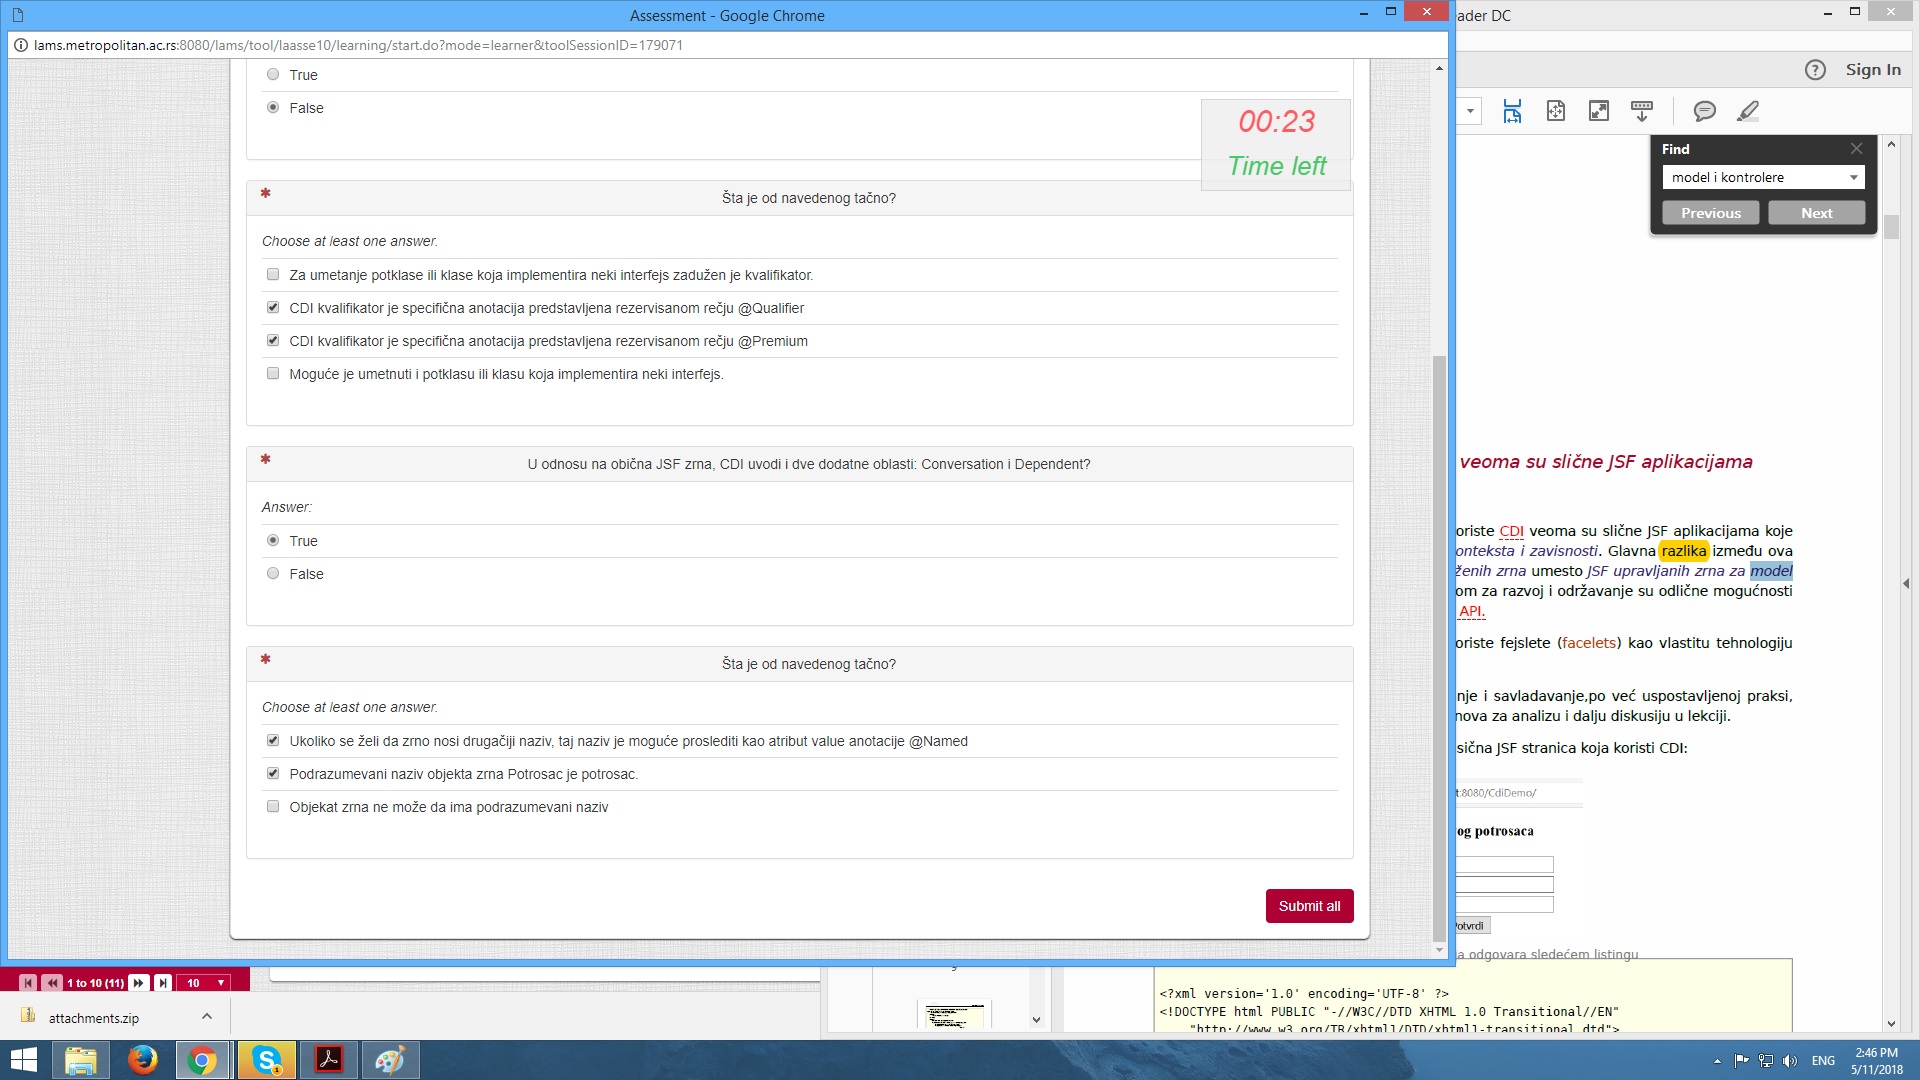 Assessment - Google Chrome
ader DC
lams.metropolitan.ac.rs:8080/lams/tool/laasse10/learning/start.do?mode=learner&toolSessionID=179071
Sign In
True
False
00:23
Time left
Find
model i kontrolere
Previous
Next
* Šta je od navedenog tačno?
Choose at least one answer.
Za umetanje potklase ili klase koja implementira neki interfejs zadužen je kvalifikator.
CDI kvalifikator je specifična anotacija predstavljena rezervisanom rečju @Qualifier
CDI kvalifikator je specifična anotacija predstavljena rezervisanom rečju @Premium
Moguće je umetnuti i potklasu ili klasu koja implementira neki interfejs.
* U odnosu na obična JSF zrna, CDI uvodi i dve dodatne oblasti: Conversation i Dependent?
Answer:
True
False
* Šta je od navedenog tačno?
Choose at least one answer.
Ukoliko se želi da zrno nosi drugačiji naziv, taj naziv je moguće proslediti kao atribut value anotacije @Named
Podrazumevani naziv objekta zrna Potrosac je potrosac.
Objekat zrna ne može da ima podrazumevani naziv
Submit all
veoma su slične JSF aplikacijama
oriste CDI veoma su slične JSF aplikacijama koje
onteksta i zavisnosti. Glavna razlika između ova
ženih zrna umesto JSF upravljanih zrna za model
om za razvoj i održavanje su odlične mogućnosti
API.
oriste fejslete (facelets) kao vlastitu tehnologiju
nje i savladavanje,po već uspostavljenoj praksi,
nova za analizu i dalju diskusiju u lekciji.
sična JSF stranica koja koristi CDI:
t:8080/CdiDemo/
og potrosaca
otvrdi
a odgovara sledećem listingu
<?xml version='1.0' encoding='UTF-8' ?>
<!DOCTYPE html PUBLIC "-//W3C//DTD XHTML 1.0 Transitional//EN"
"http://www.w3.org/TR/xhtml1/DTD/xhtml1-transitional.dtd">
1 to 10 (11)
10
attachments.zip
ENG
2:46 PM
5/11/2018